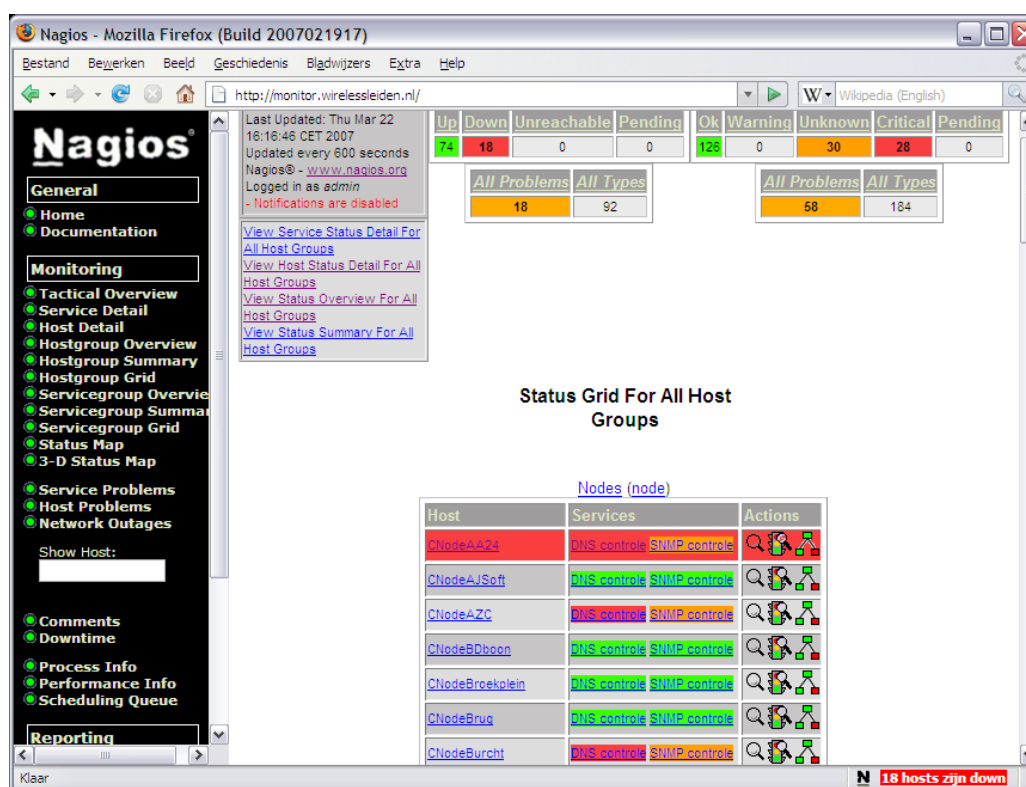 Nagios - Mozilla Firefox (Build 2007021917)
Bestand Bewerken Beeld Geschiedenis Bladwijzers Extra Help
http://monitor.wirelessleiden.nl/
W Wikipedia (English)
Nagios®
General
Home
Documentation
Monitoring
Tactical Overview
Service Detail
Host Detail
Hostgroup Overview
Hostgroup Summary
Hostgroup Grid
Servicegroup Overvie
Servicegroup Summar
Servicegroup Grid
Status Map
3-D Status Map
Service Problems
Host Problems
Network Outages
Show Host:
Comments
Downtime
Process Info
Performance Info
Scheduling Queue
Reporting
Last Updated: Thu Mar 22
16:16:46 CET 2007
Updated every 600 seconds
Nagios® - www.nagios.org
Logged in as admin
- Notifications are disabled
View Service Status Detail For
All Host Groups
View Host Status Detail For All
Host Groups
View Status Overview For All
Host Groups
View Status Summary For All
Host Groups
Up Down Unreachable Pending
74 18 0 0
All Problems All Types
18 92
Ok Warning Unknown Critical Pending
126 0 30 28 0
All Problems All Types
58 184
Status Grid For All Host
Groups
Nodes (node)
Host Services Actions
CNodeAA24 DNS controle SNMP controle
CNodeAJSoft DNS controle SNMP controle
CNodeAZC DNS controle SNMP controle
CNodeBDboon DNS controle SNMP controle
CNodeBroekplein DNS controle SNMP controle
CNodeBrug DNS controle SNMP controle
CNodeBurcht DNS controle SNMP controle
Klaar
N 18 hosts zijn down